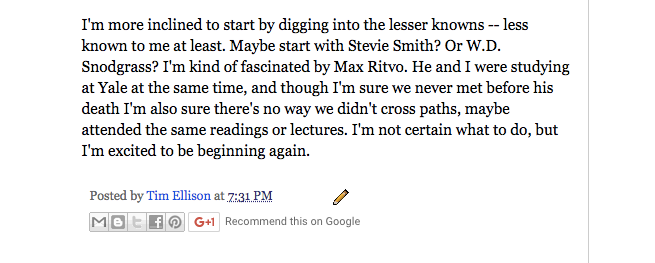 I'm more inclined to start by digging into the lesser knowns -- less
known to me at least. Maybe start with Stevie Smith? Or W.D.
Snodgrass? I'm kind of fascinated by Max Ritvo. He and I were studying
at Yale at the same time, and though I'm sure we never met before his
death I'm also sure there's no way we didn't cross paths, maybe
attended the same readings or lectures. I'm not certain what to do, but
I'm excited to be beginning again.
Posted by Tim Ellison at 7:31 PM
G+1 Recommend this on Google